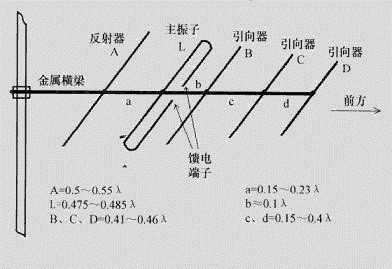 反射器
A
主振子
L
引向器
B
引向器
C
引向器
D
金属横梁
a
b
c
d
前方
馈电
端子
A=0.5～0.55λ
L=0.475～0.485λ
B、C、D=0.41～0.46λ
a=0.15～0.23λ
b≈0.1λ
c、d=0.15～0.4λ